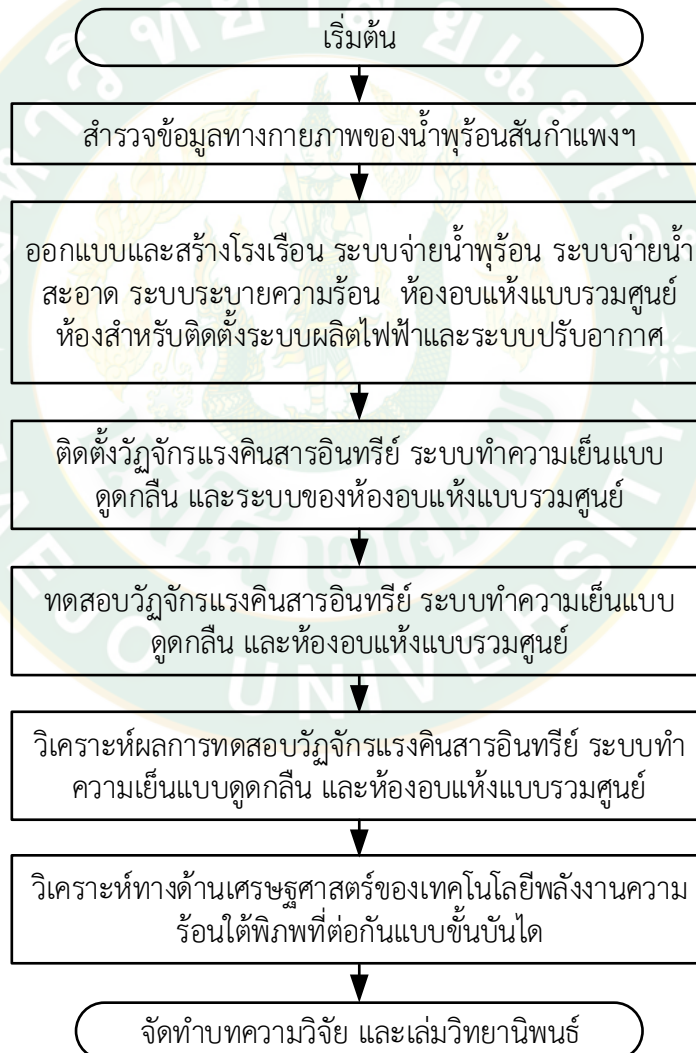 เริ่มต้น
สำรวจข้อมูลทางกายภาพของน้ำพุร้อนสันกำแพงฯ
ออกแบบและสร้างโรงเรือน ระบบจ่ายน้ำพุร้อน ระบบจ่ายน้ำ
สะอาด ระบบระบายความร้อน ห้องอบแห้งแบบรวมศูนย์
ห้องสำหรับติดตั้งระบบผลิตไฟฟ้าและระบบปรับอากาศ
ติดตั้งวัฏจักรแรงคินสารอินทรีย์ ระบบทำความเย็นแบบ
ดูดกลืน และระบบของห้องอบแห้งแบบรวมศูนย์
ทดสอบวัฏจักรแรงคินสารอินทรีย์ ระบบทำความเย็นแบบ
ดูดกลืน และห้องอบแห้งแบบรวมศูนย์
วิเคราะห์ผลการทดสอบวัฏจักรแรงคินสารอินทรีย์ ระบบทำ
ความเย็นแบบดูดกลืน และห้องอบแห้งแบบรวมศูนย์
วิเคราะห์ทางด้านเศรษฐศาสตร์ของเทคโนโลยีพลังงานความ
ร้อนใต้พิภพที่ต่อกันแบบขั้นบันได
จัดทำบทความวิจัย และเล่มวิทยานิพนธ์
UNIVERSITY